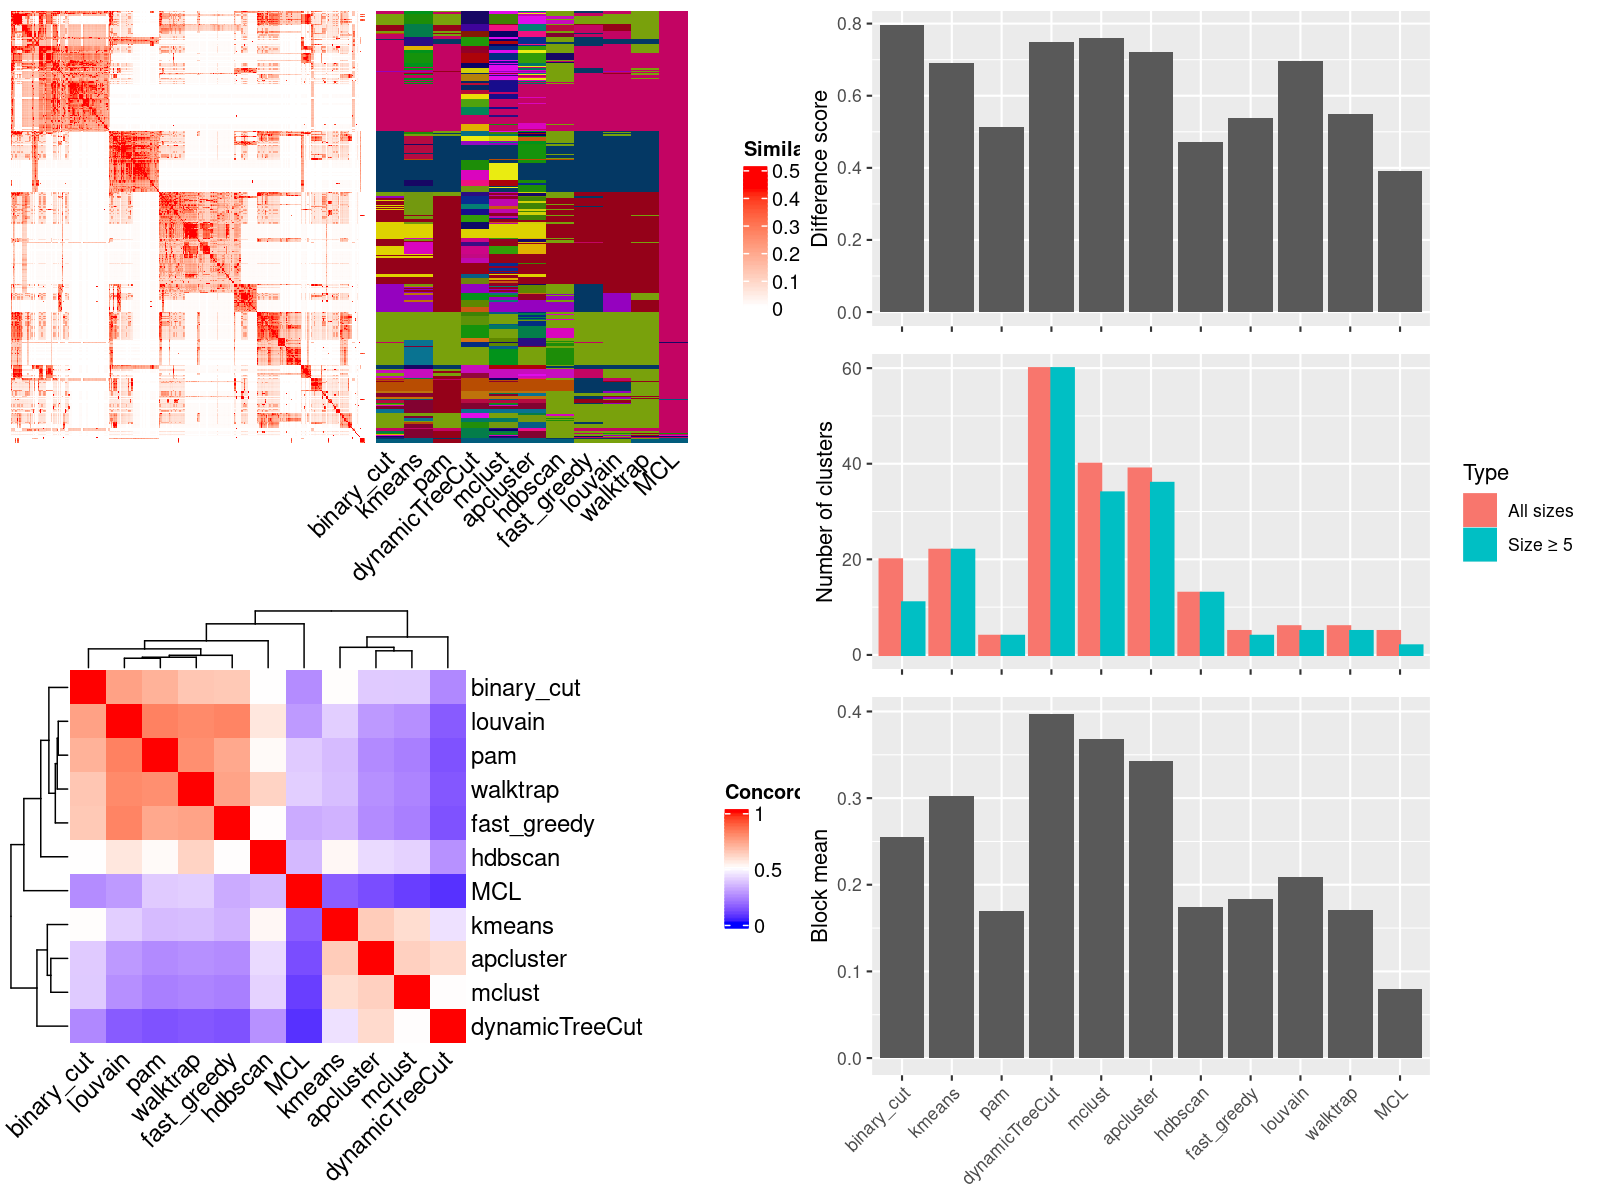 Simila
0.5
0.4
0.3
0.2
0.1
0
binary_cut
kmeans
pam
dynamicTreeCut
mclust
apcluster
hdbscan
fast_greedy
louvain
walktrap
MCL
binary_cut
louvain
pam
walktrap
fast_greedy
hdbscan
MCL
kmeans
apcluster
mclust
dynamicTreeCut
binary_cut
louvain
pam
walktrap
fast_greedy
hdbscan
MCL
kmeans
apcluster
mclust
dynamicTreeCut
Concord
1
0.5
0
Difference score
0.8
0.6
0.4
0.2
0.0
Number of clusters
60
40
20
0
Type
All sizes
Size ≥ 5
Block mean
0.4
0.3
0.2
0.1
0.0
binary_cut
kmeans
pam
dynamicTreeCut
mclust
apcluster
hdbscan
fast_greedy
louvain
walktrap
MCL